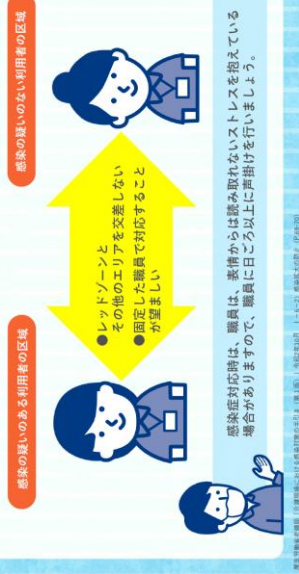 感染の疑いのある利用者の区域
感染の疑いのない利用者の区域
●レッドゾーンと
その他のエリアを交差しない
●固定した職員で対応すること
が望ましい
感染症対応時は、職員は、表情からは読み取れないストレスを抱えている
場合がありますので、職員に日ごろ以上に声掛けを行いましょう。